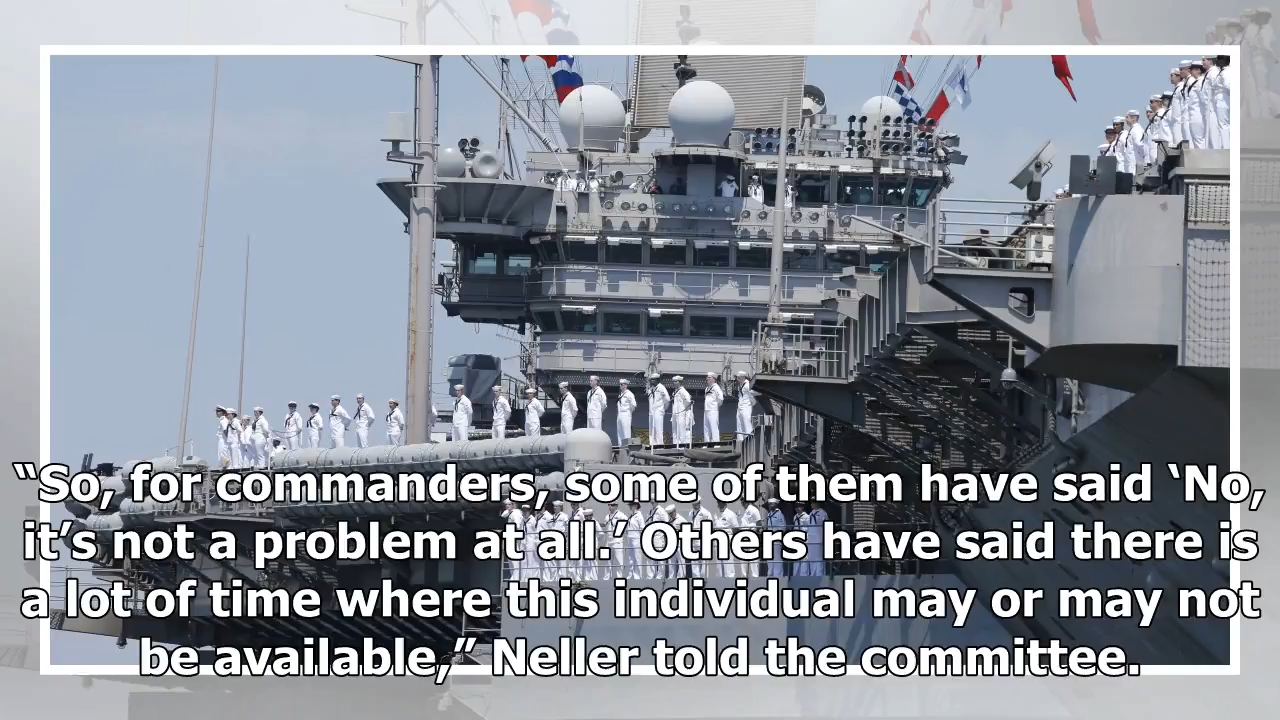 “So, for commanders, some of them have said ‘No,
it’s not a problem at all.’ Others have said there is
a lot of time where this individual may or may not
be available,” Neller told the committee.